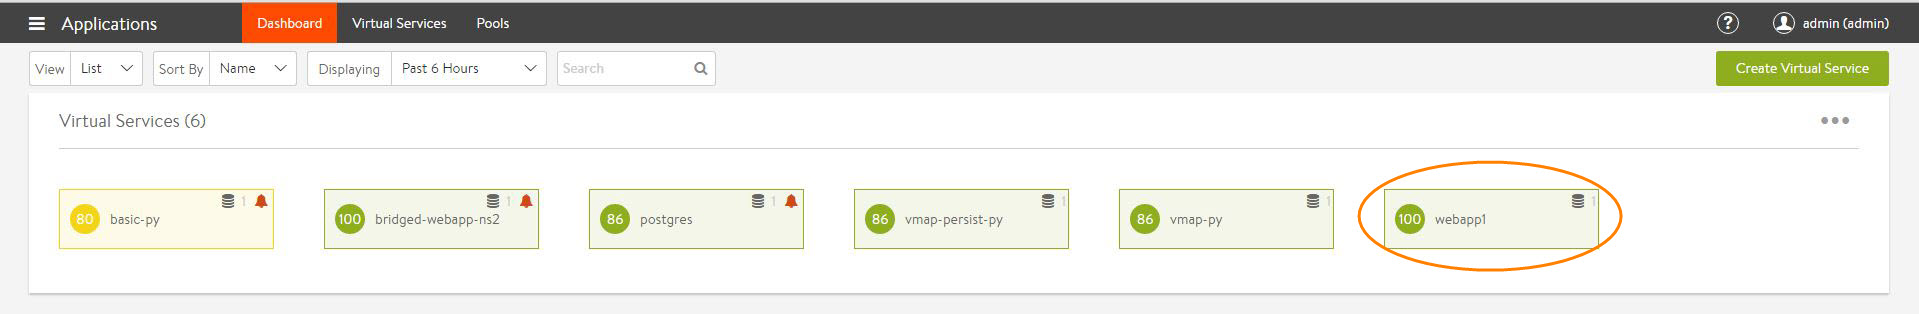 Applications Dashboard Virtual Services Pools ? admin (admin)
View List Sort By Name Displaying Past 6 Hours Search Create Virtual Service
Virtual Services (6)
1 1 1 1 1 1
80 basic-py 100 bridged-webapp-ns2 86 postgres 86 vmap-persist-py 86 vmap-py 100 webapp1